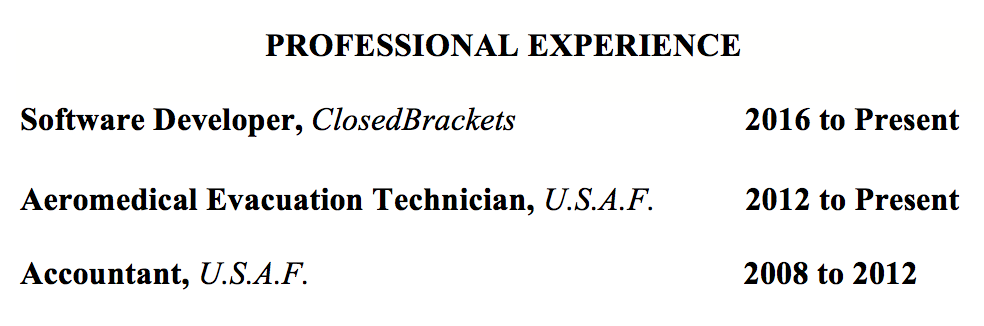 PROFESSIONAL EXPERIENCE
Software Developer, ClosedBrackets 2016 to Present
Aeromedical Evacuation Technician, U.S.A.F. 2012 to Present
Accountant, U.S.A.F. 2008 to 2012